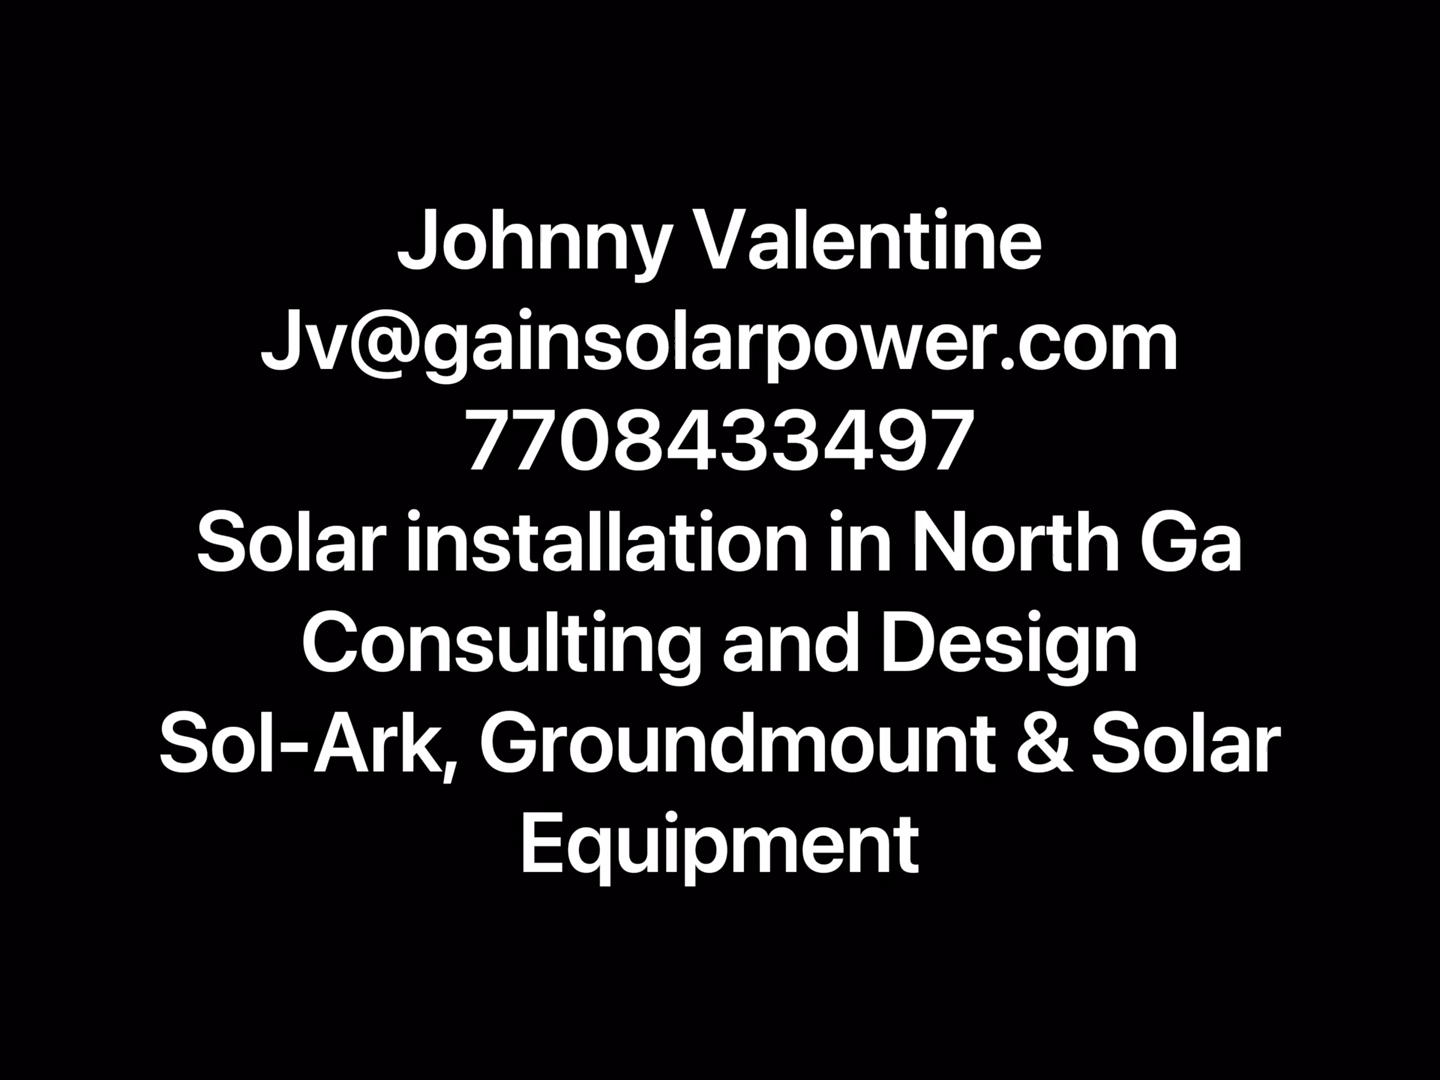 Johnny Valentine
Jv@gainsolarpower.com
7708433497
Solar installation in North Ga
Consulting and Design
Sol-Ark, Groundmount & Solar
Equipment